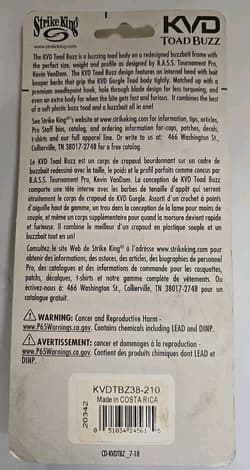 Strike King®
strikeking.com
KVD
TOAD BUZZ
The KVD Toad Buzz is a buzzing toad body on a redesigned buzzbait frame with
the perfect size, weight and profile as designed by B.A.S.S. Tournament Pro,
Kevin VanDam. The KVD Toad Buzz design features an internal head with bait
keeper barbs that grip the KVD Gurgle Toad body tightly. Matched up with a
premium needlepoint hook, hole through blade design for less torqueing, and
even an extra body for when the bite gets fast and furious. It combines the best
of a soft plastic buzz toad and a buzzbait all in one!
See Strike King's website at www.strikeking.com for information, tips, articles,
Pro Staff bios, catalog, and ordering information for caps, patches, decals,
t-shirts and our full apparel line. Or write to us at: 466 Washington St.,
Collierville, TN 38017-2748 for a free catalog.
Le KVD Toad Buzz est un corps de crapaud bourdonnant sur un cadre de
buzzbait redessiné avec la taille, le poids et le profil parfaits comme conçus par
B.A.S.S. Tournament Pro, Kevin VanDam. La conception de KVD Toad Buzz
comporte une tête interne avec les barbes de tenaille d'appât qui serrent
étroitement le corps de KVD Gurgle. Assorti d'un crochet à points
d'aiguille haut de gamme, un trou dans la conception de la lame pour moins de
couple, et même un corps supplémentaire pour quand la morsure devient rapide
et furieuse. Il combine le meilleur d'un crapaud en plastique souple et un
buzzbait tout en un!
Consultez le site Web de Strike King® à l'adresse www.strikeking.com pour
obtenir des informations, des astuces, des articles, des biographies de personnel
Pro, des catalogues et des informations de commande pour les casquettes,
patchs, décalques, t-shirts et notre gamme complète de vêtements. Ou
écrivez-nous à: 466 Washington St., Collierville, TN 38017-2748 pour un
catalogue gratuit.
WARNING: Cancer and Reproductive Harm -
www.P65Warnings.ca.gov. Contains chemicals including LEAD and DINP.
AVERTISSEMENT: cancer et dommages à la reproduction -
www.P65Warnings.ca.gov. Contient des produits chimiques dont LEAD et
DINP.
KVDTBZ38-210
Made in COSTA RICA
20342
0 51034 24561 5
CD-KVDTBZ_7-18